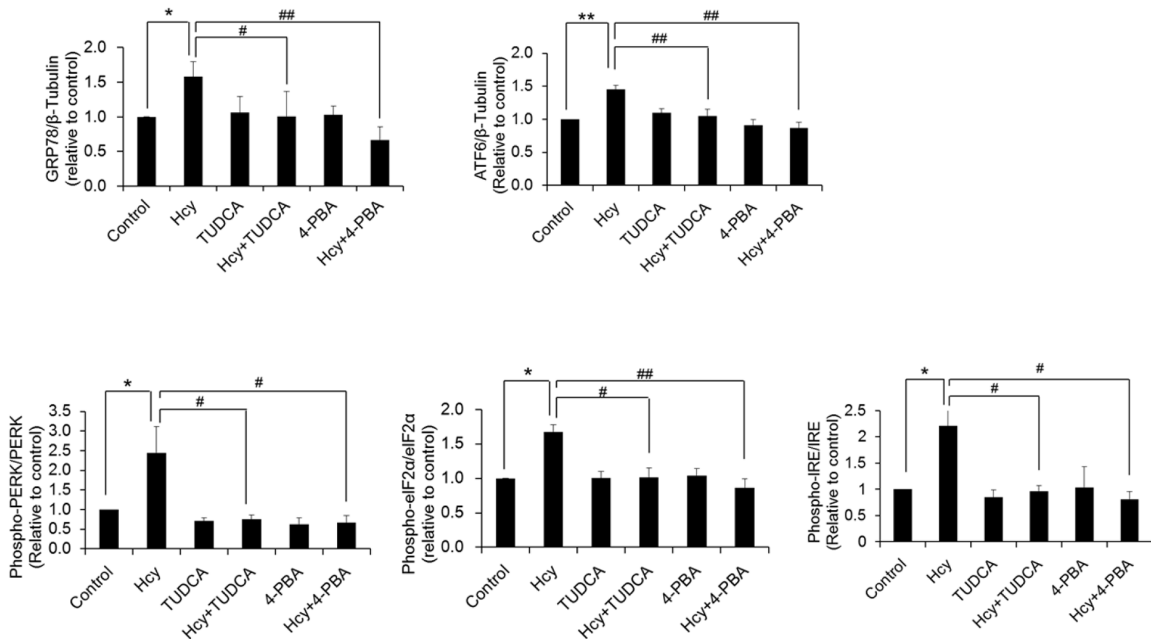 *
##
#
GRP78/β-Tubulin
(relative to control)
2.0
1.5
1.0
0.5
0.0
Control
Hcy
TUDCA
Hcy+TUDCA
4-PBA
Hcy+4-PBA
**
##
##
ATF6/β-Tubulin
(Relative to control)
2.0
1.5
1.0
0.5
0.0
Control
Hcy
TUDCA
Hcy+TUDCA
4-PBA
Hcy+4-PBA
*
#
#
Phospho-PERK/PERK
(Relative to control)
3.5
3.0
2.5
2.0
1.5
1.0
0.5
0.0
Control
Hcy
TUDCA
Hcy+TUDCA
4-PBA
Hcy+4-PBA
*
##
#
Phospho-eIF2α/eIF2α
(relative to control)
2.0
1.5
1.0
0.5
0.0
Control
Hcy
TUDCA
Hcy+TUDCA
4-PBA
Hcy+4-PBA
*
#
#
Phospho-IRE/IRE
(Relative to control)
2.5
2
1.5
1
0.5
0
Control
Hcy
TUDCA
Hcy+TUDCA
4-PBA
Hcy+4-PBA